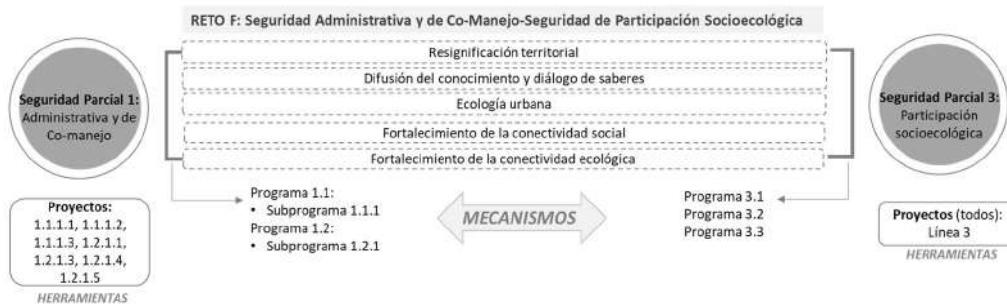 RETO F: Seguridad Administrativa y de Co-Manejo-Seguridad de Participación Socioecológica
Seguridad Parcial 1:
Administrativa y de
Co-manejo
Resignificación territorial
Difusión del conocimiento y diálogo de saberes
Ecología urbana
Fortalecimiento de la conectividad social
Fortalecimiento de la conectividad ecológica
Seguridad Parcial 3:
Participación
socioecológica
Proyectos:
1.1.1.1, 1.1.1.2,
1.1.1.3, 1.2.1.1,
1.2.1.3, 1.2.1.4,
1.2.1.5
HERRAMIENTAS
Programa 1.1:
• Subprograma 1.1.1
Programa 1.2:
• Subprograma 1.2.1
MECANISMOS
Programa 3.1
Programa 3.2
Programa 3.3
Proyectos (todos):
Línea 3
HERRAMIENTAS